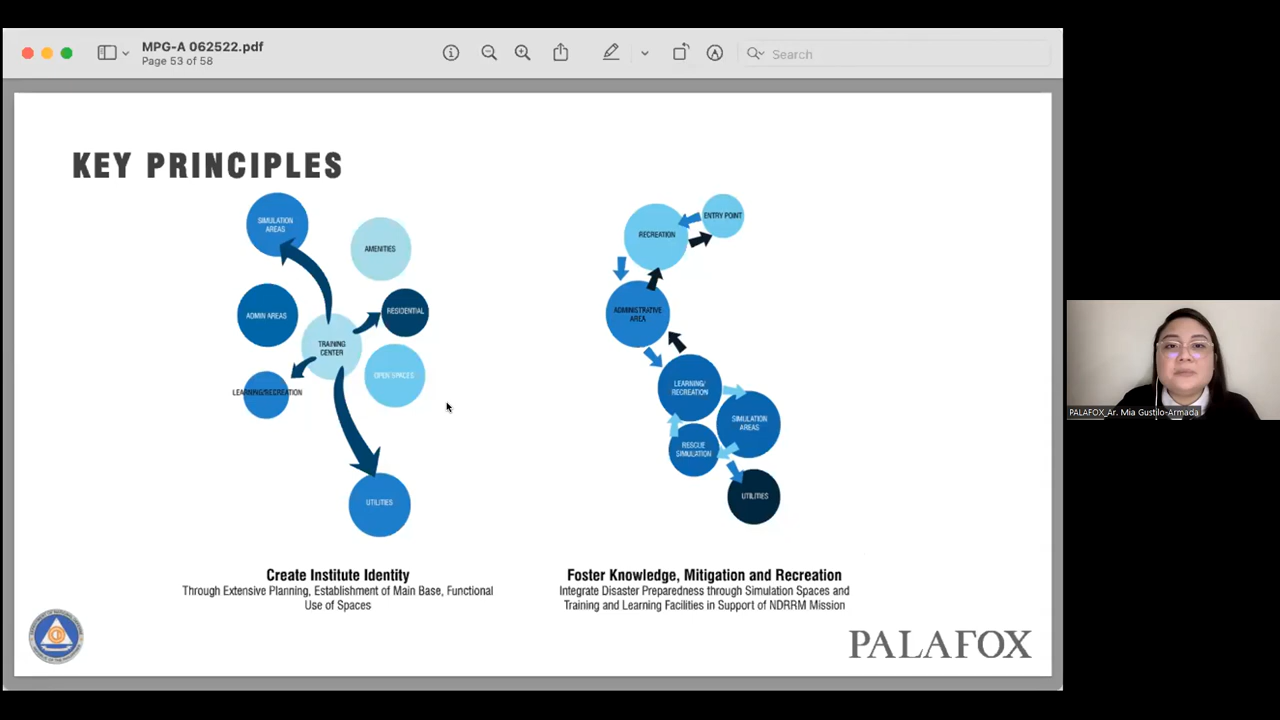 MPG-A 062522.pdf
Page 53 of 58
Search
KEY PRINCIPLES
SIMULATION
AREAS
AMENITIES
ADMIN AREAS
RESIDENTIAL
TRAINING
CENTER
OPEN SPACES
LEARNING/RECREATION
UTILITIES
ENTRY POINT
RECREATION
ADMINISTRATIVE
AREA
LEARNING/
RECREATION
SIMULATION
AREAS
RESCUE
SIMULATION
UTILITIES
Create Institute Identity
Through Extensive Planning, Establishment of Main Base, Functional
Use of Spaces
Foster Knowledge, Mitigation and Recreation
Integrate Disaster Preparedness through Simulation Spaces and
Training and Learning Facilities in Support of NDRRM Mission
PALAFOX
PALAFOX_Ar. Mia Gustilo-Armada